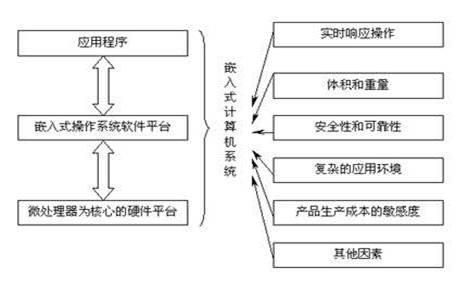 应用程序
嵌入式操作系统软件平台
微处理器为核心的硬件平台
嵌入式计算机系统
实时响应操作
体积和重量
安全性和可靠性
复杂的应用环境
产品生产成本的敏感度
其他因素